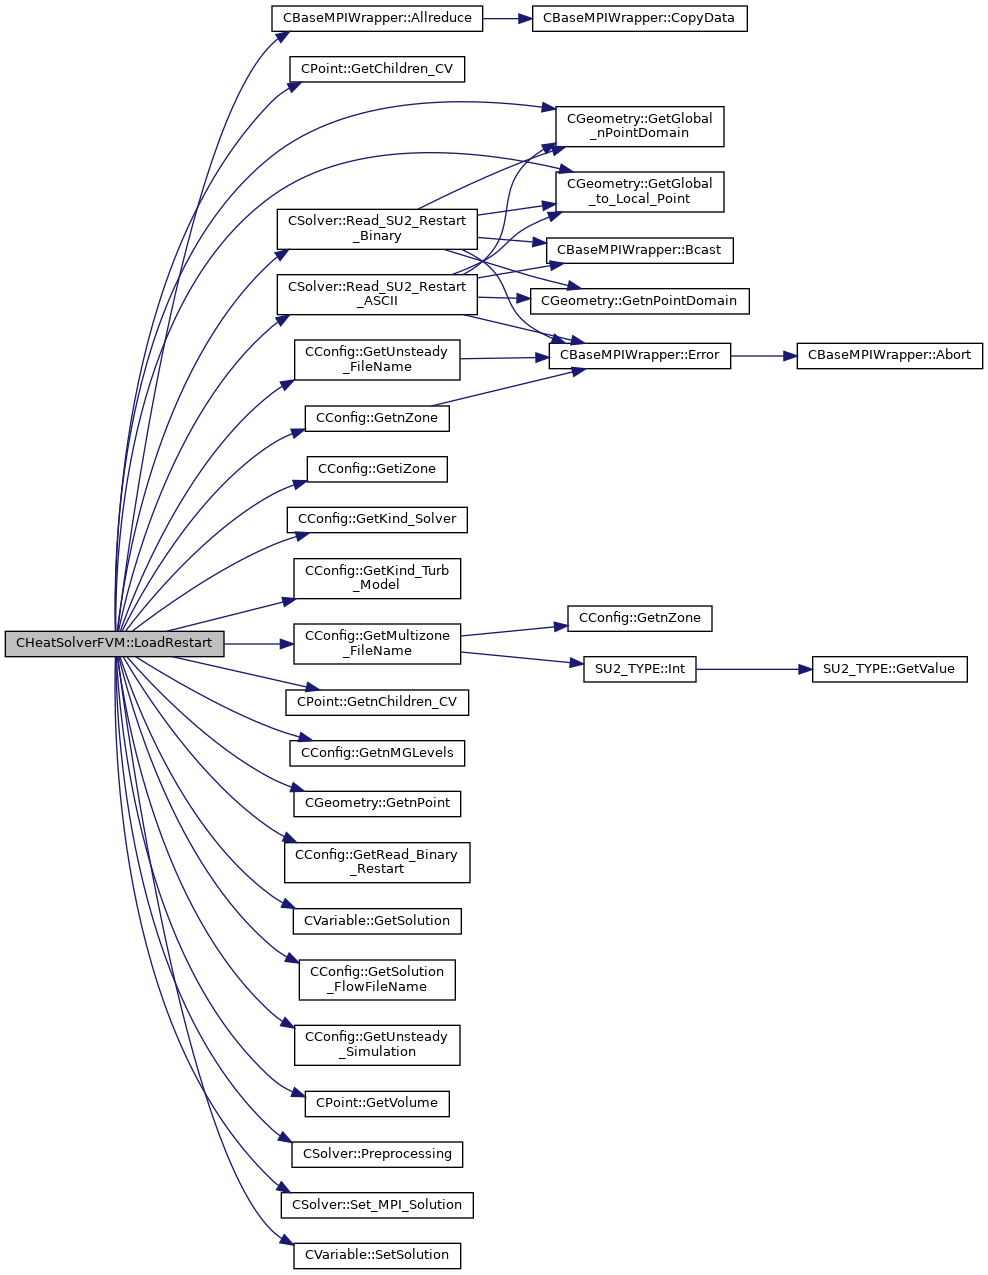 CBaseMPIWrapper::Allreduce
CBaseMPIWrapper::CopyData
CPoint::GetChildren_CV
CGeometry::GetGlobal
_nPointDomain
CGeometry::GetGlobal
_to_Local_Point
CSolver::Read_SU2_Restart
_Binary
CBaseMPIWrapper::Bcast
CSolver::Read_SU2_Restart
_ASCII
CGeometry::GetnPointDomain
CConfig::GetUnsteady
_FileName
CBaseMPIWrapper::Error
CBaseMPIWrapper::Abort
CConfig::GetnZone
CConfig::GetiZone
CConfig::GetKind_Solver
CConfig::GetKind_Turb
_Model
CHeatSolverFVM::LoadRestart
CConfig::GetMultizone
_FileName
CConfig::GetnZone
SU2_TYPE::Int
SU2_TYPE::GetValue
CPoint::GetnChildren_CV
CConfig::GetnMGLevels
CGeometry::GetnPoint
CConfig::GetRead_Binary
_Restart
CVariable::GetSolution
CConfig::GetSolution
_FlowFileName
CConfig::GetUnsteady
_Simulation
CPoint::GetVolume
CSolver::Preprocessing
CSolver::Set_MPI_Solution
CVariable::SetSolution